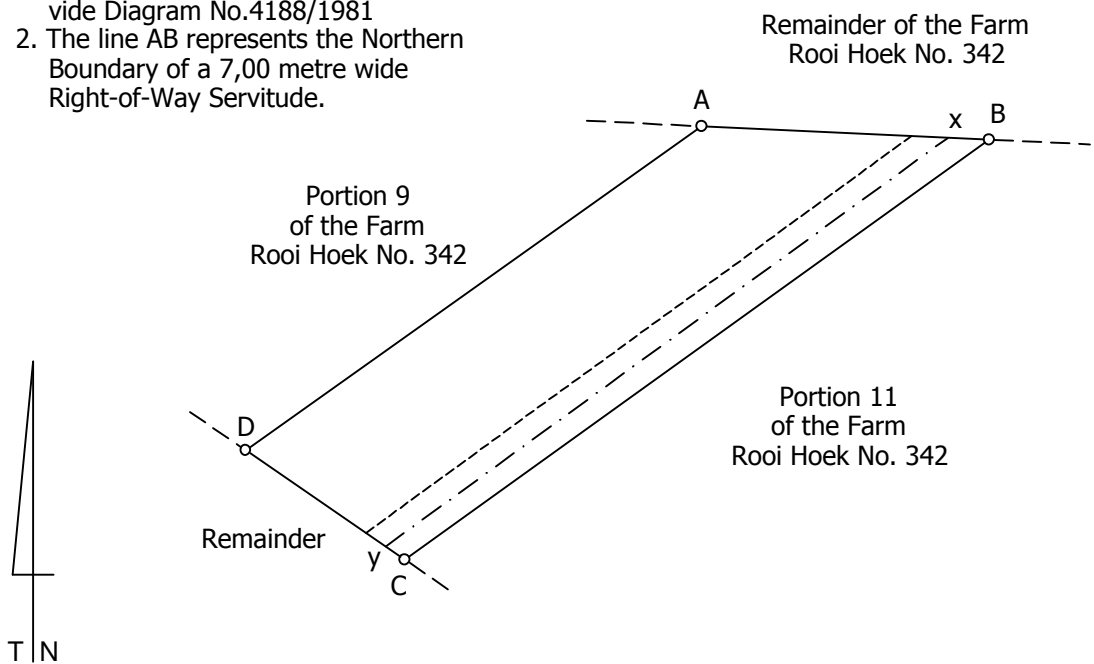 vide Diagram No.4188/1981
2. The line AB represents the Northern
Boundary of a 7,00 metre wide
Right-of-Way Servitude.
Remainder of the Farm
Rooi Hoek No. 342
A
x
B
Portion 9
of the Farm
Rooi Hoek No. 342
Portion 11
of the Farm
Rooi Hoek No. 342
D
Remainder
y
C
T N